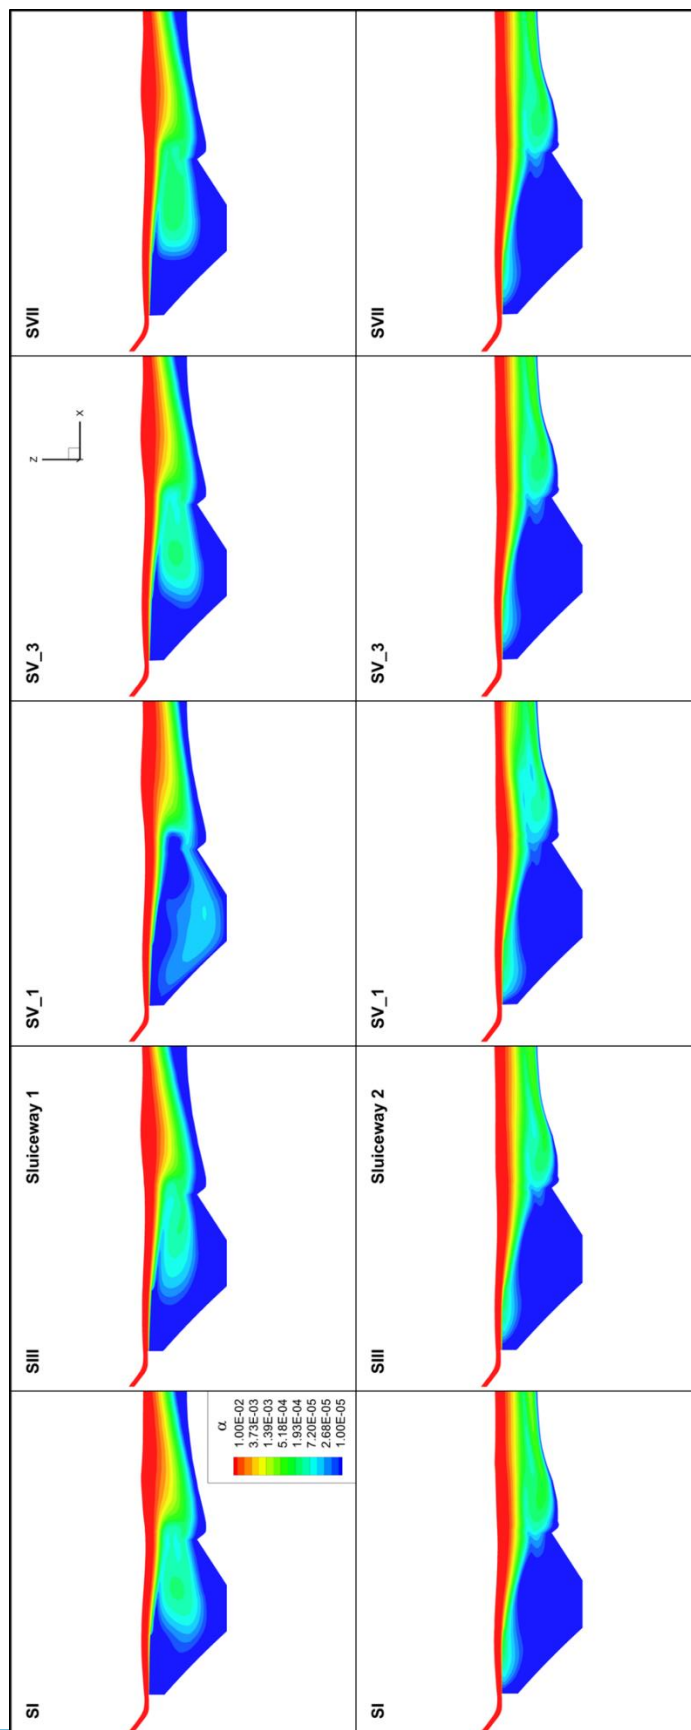 SI
SIII
Sluiceway 1
SV_1
SV_3
SVII
Z
X
α
1.00E-02
3.73E-03
1.39E-03
5.18E-04
1.93E-04
7.20E-05
2.68E-05
1.00E-05
SI
SIII
Sluiceway 2
SV_1
SV_3
SVII